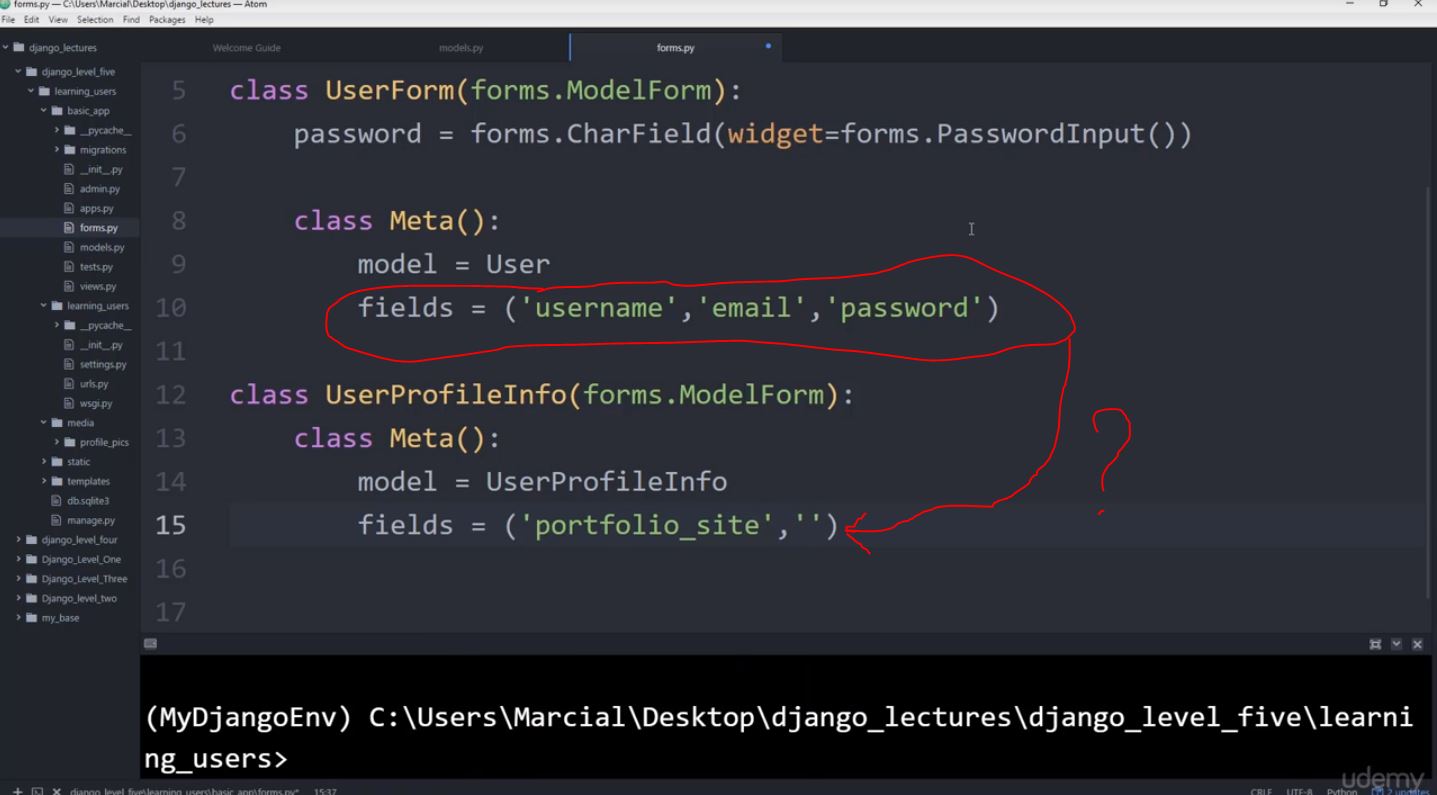 forms.py — C:\Users\Marcial\Desktop\django_lectures — Atom
File Edit View Selection Find Packages Help
django_lectures
Welcome Guide
models.py
forms.py
django_level_five
learning_users
basic_app
__pycache__
migrations
__init__.py
admin.py
apps.py
forms.py
models.py
tests.py
views.py
learning_users
__pycache__
__init__.py
settings.py
urls.py
wsgi.py
media
profile_pics
static
templates
db.sqlite3
manage.py
django_level_four
Django_Level_One
Django_Level_Three
Django_level_two
my_base
5 class UserForm(forms.ModelForm):
6 password = forms.CharField(widget=forms.PasswordInput())
7
8 class Meta():
9 model = User
10 fields = ('username','email','password')
11
12 class UserProfileInfo(forms.ModelForm):
13 class Meta():
14 model = UserProfileInfo
15 fields = ('portfolio_site','')
16
17
?
(MyDjangoEnv) C:\Users\Marcial\Desktop\django_lectures\django_level_five\learni
ng_users>
udemy
django_level_five\learning_users\basic_app\forms.py* 15:37
CRLF UTF-8 Python 2 updates